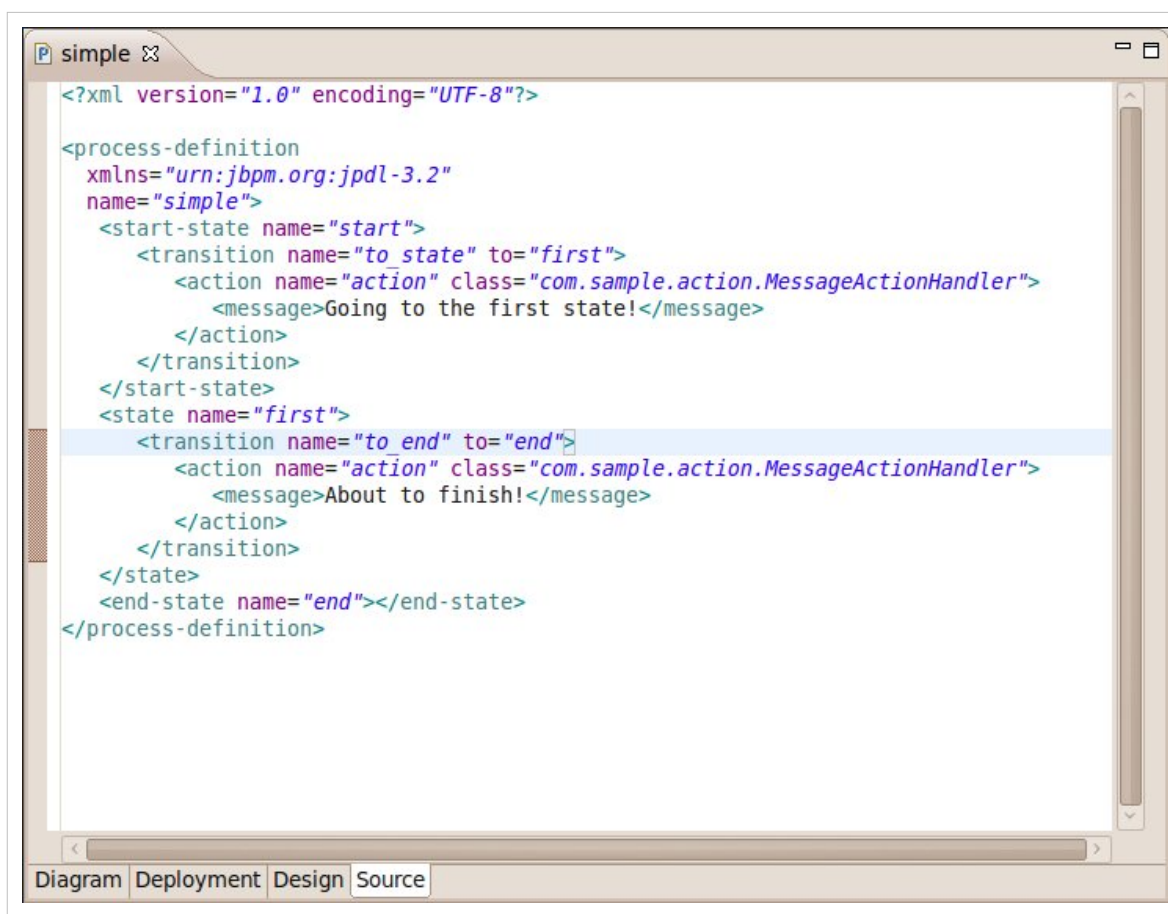 simple
<?xml version="1.0" encoding="UTF-8"?>
<process-definition
  xmlns="urn:jbpm.org:jpdl-3.2"
  name="simple">
   <start-state name="start">
      <transition name="to_state" to="first">
         <action name="action" class="com.sample.action.MessageActionHandler">
            <message>Going to the first state!</message>
         </action>
      </transition>
   </start-state>
   <state name="first">
      <transition name="to_end" to="end">
         <action name="action" class="com.sample.action.MessageActionHandler">
            <message>About to finish!</message>
         </action>
      </transition>
   </state>
   <end-state name="end"></end-state>
</process-definition>
Diagram Deployment Design Source